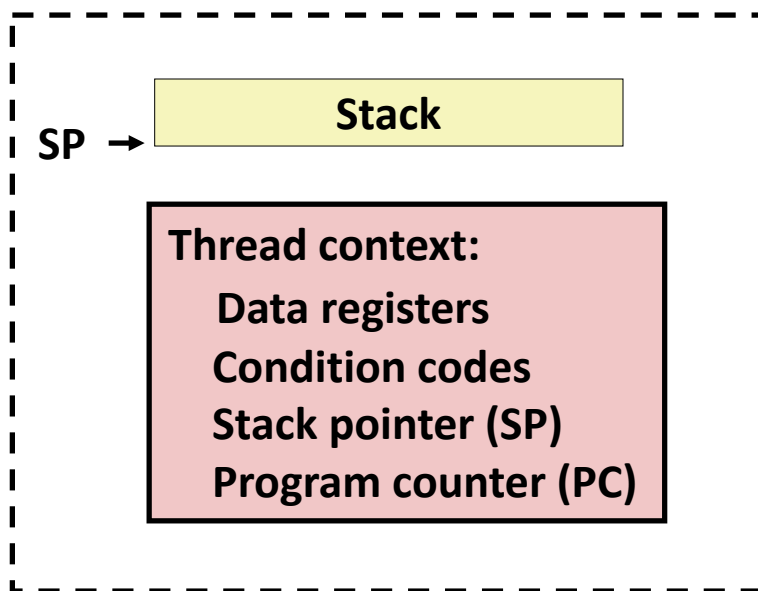 Stack
SP
Thread context:
Data registers
Condition codes
Stack pointer (SP)
Program counter (PC)